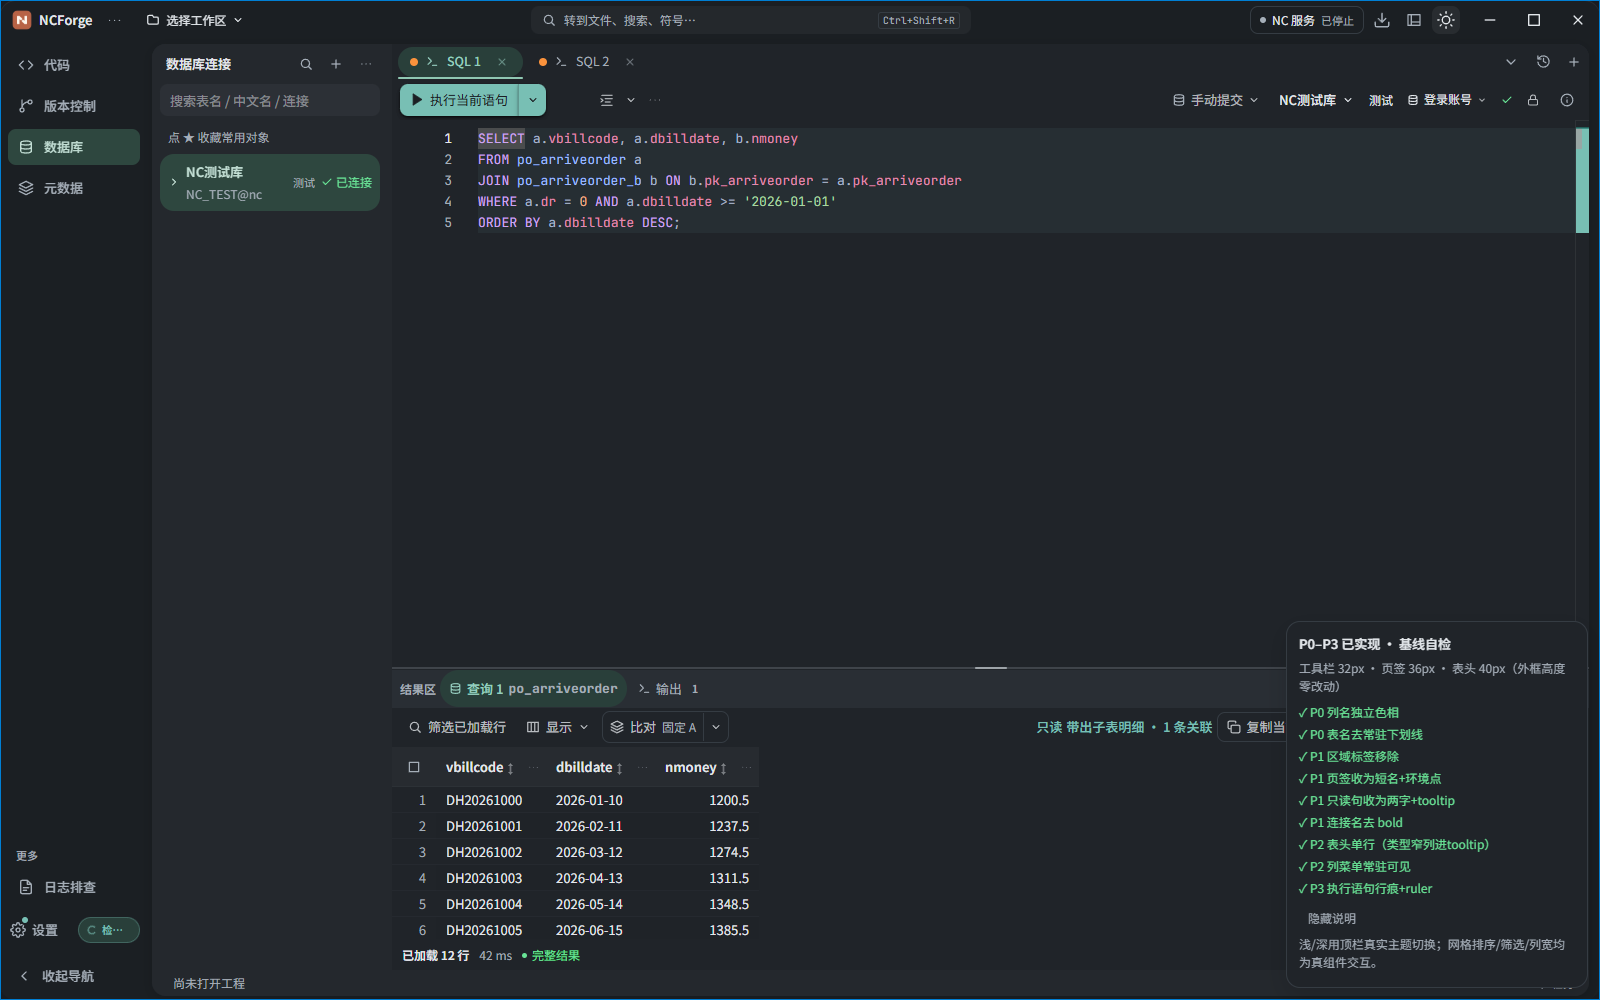 NCForge ··· 选择工作区
转到文件、搜索、符号··· Ctrl+Shift+R
NC 服务 已停止
代码
版本控制
数据库
元数据
数据库连接
搜索表名 / 中文名 / 连接
点 ★ 收藏常用对象
NC测试库
NC_TEST@nc
测试 ✓ 已连接
SQL 1
SQL 2
执行当前语句
手动提交
NC测试库
测试
登录账号
1 SELECT a.vbillcode, a.dbilldate, b.nmoney
2 FROM po_arriveorder a
3 JOIN po_arriveorder_b b ON b.pk_arriveorder = a.pk_arriveorder
4 WHERE a.dr = 0 AND a.dbilldate >= '2026-01-01'
5 ORDER BY a.dbilldate DESC;
结果区 查询 1 po_arriveorder 输出 1
筛选已加载行 显示 比对 固定 A
只读 带出子表明细 · 1 条关联 复制当
vbillcode dbilldate nmoney
1 DH20261000 2026-01-10 1200.5
2 DH20261001 2026-02-11 1237.5
3 DH20261002 2026-03-12 1274.5
4 DH20261003 2026-04-13 1311.5
5 DH20261004 2026-05-14 1348.5
6 DH20261005 2026-06-15 1385.5
已加载 12 行 42 ms 完整结果
P0–P3 已实现 · 基线自检
工具栏 32px · 页签 36px · 表头 40px（外框高度
零改动）
✓ P0 列名独立色相
✓ P0 表名去常驻下划线
✓ P1 区域标签移除
✓ P1 页签收为短名+环境点
✓ P1 只读句收为两字+tooltip
✓ P1 连接名去 bold
✓ P2 表头单行（类型窄列进tooltip）
✓ P2 列菜单常驻可见
✓ P3 执行语句行痕+ruler
隐藏说明
浅/深用顶栏真实主题切换；网格排序/筛选/列宽均
为真组件交互。
更多
日志排查
设置 检···
收起导航
尚未打开工程